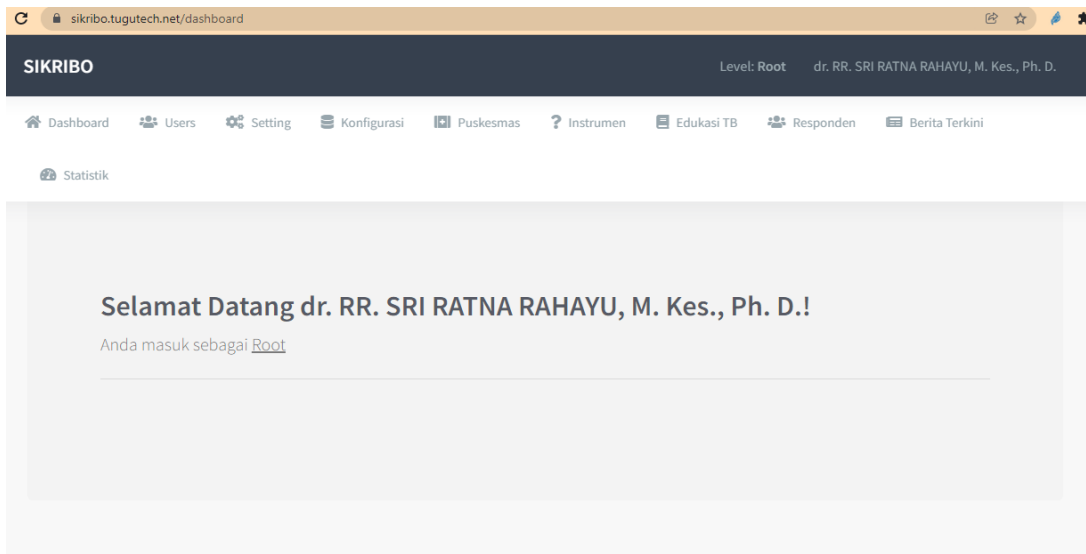 sikribo.tugutech.net/dashboard
SIKRIBO Level: Root dr. RR. SRI RATNA RAHAYU, M. Kes., Ph. D.
Dashboard Users Setting Konfigurasi Puskesmas Instrumen Edukasi TB Responden Berita Terkini
Statistik
Selamat Datang dr. RR. SRI RATNA RAHAYU, M. Kes., Ph. D.!
Anda masuk sebagai Root